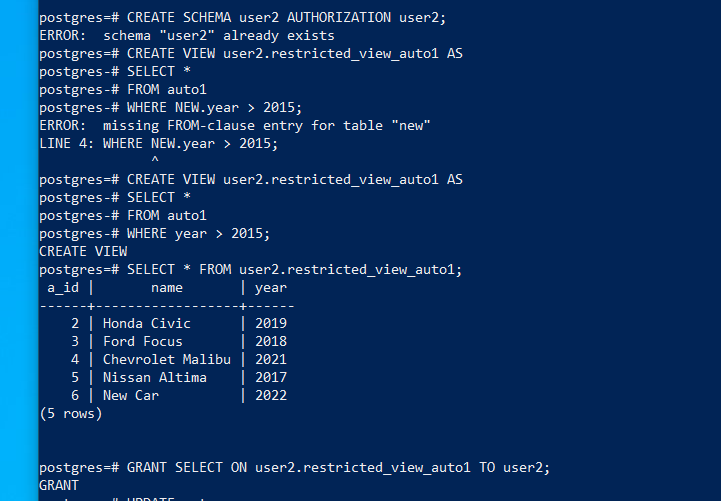 postgres=# CREATE SCHEMA user2 AUTHORIZATION user2;
ERROR:  schema "user2" already exists
postgres=# CREATE VIEW user2.restricted_view_auto1 AS
postgres-# SELECT *
postgres-# FROM auto1
postgres-# WHERE NEW.year > 2015;
ERROR:  missing FROM-clause entry for table "new"
LINE 4: WHERE NEW.year > 2015;
              ^
postgres=# CREATE VIEW user2.restricted_view_auto1 AS
postgres-# SELECT *
postgres-# FROM auto1
postgres-# WHERE year > 2015;
CREATE VIEW
postgres=# SELECT * FROM user2.restricted_view_auto1;
 a_id |       name       | year
------+------------------+------
    2 | Honda Civic      | 2019
    3 | Ford Focus       | 2018
    4 | Chevrolet Malibu | 2021
    5 | Nissan Altima    | 2017
    6 | New Car          | 2022
(5 rows)
postgres=# GRANT SELECT ON user2.restricted_view_auto1 TO user2;
GRANT